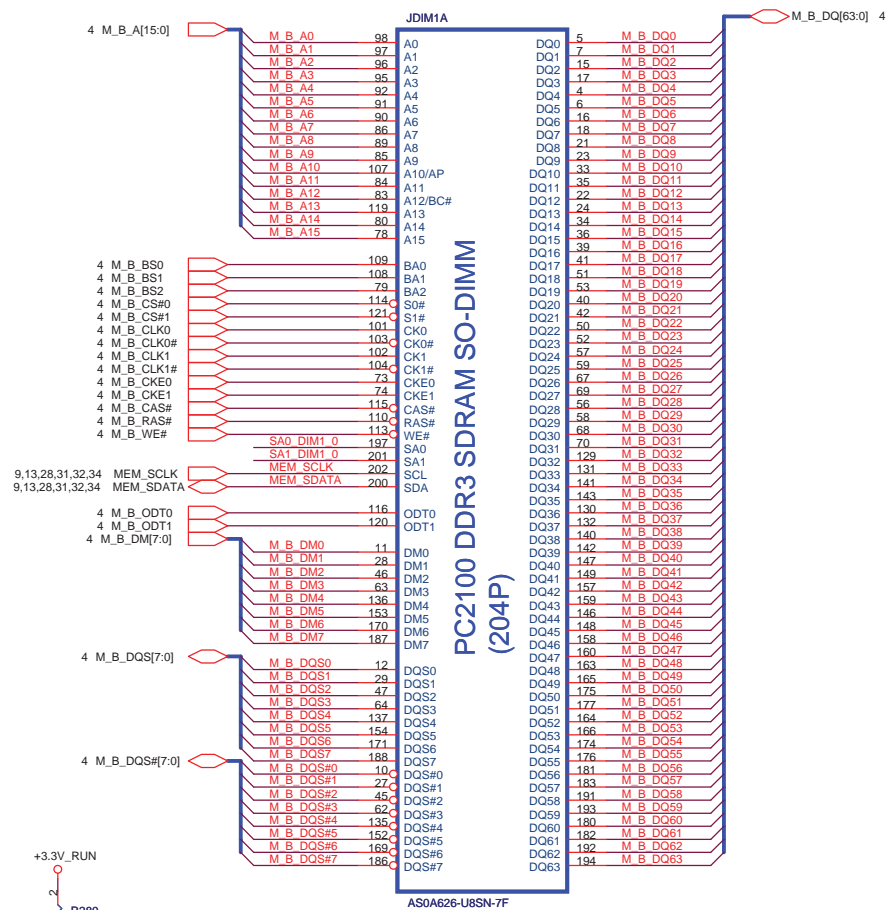 JDIM1A
4 M_B_A[15:0]
M_B_A0 98 A0
M_B_A1 97 A1
M_B_A2 96 A2
M_B_A3 95 A3
M_B_A4 92 A4
M_B_A5 91 A5
M_B_A6 90 A6
M_B_A7 86 A7
M_B_A8 89 A8
M_B_A9 85 A9
M_B_A10 107 A10/AP
M_B_A11 84 A11
M_B_A12 83 A12/BC#
M_B_A13 119 A13
M_B_A14 80 A14
M_B_A15 78 A15
4 M_B_BS0 109 BA0
4 M_B_BS1 108 BA1
4 M_B_BS2 79 BA2
4 M_B_CS#0 114 S0#
4 M_B_CS#1 121 S1#
4 M_B_CLK0 101 CK0
4 M_B_CLK0# 103 CK0#
4 M_B_CLK1 102 CK1
4 M_B_CLK1# 104 CK1#
4 M_B_CKE0 73 CKE0
4 M_B_CKE1 74 CKE1
4 M_B_CAS# 115 CAS#
4 M_B_RAS# 110 RAS#
4 M_B_WE# 113 WE#
SA0_DIM1_0 197 SA0
SA1_DIM1_0 201 SA1
9,13,28,31,32,34 MEM_SCLK MEM_SCLK 202 SCL
9,13,28,31,32,34 MEM_SDATA MEM_SDATA 200 SDA
4 M_B_ODT0 116 ODT0
4 M_B_ODT1 120 ODT1
4 M_B_DM[7:0]
M_B_DM0 11 DM0
M_B_DM1 28 DM1
M_B_DM2 46 DM2
M_B_DM3 63 DM3
M_B_DM4 136 DM4
M_B_DM5 153 DM5
M_B_DM6 170 DM6
M_B_DM7 187 DM7
4 M_B_DQS[7:0]
M_B_DQS0 12 DQS0
M_B_DQS1 29 DQS1
M_B_DQS2 47 DQS2
M_B_DQS3 64 DQS3
M_B_DQS4 137 DQS4
M_B_DQS5 154 DQS5
M_B_DQS6 171 DQS6
M_B_DQS7 188 DQS7
4 M_B_DQS#[7:0]
M_B_DQS#0 10 DQS#0
M_B_DQS#1 27 DQS#1
M_B_DQS#2 45 DQS#2
M_B_DQS#3 62 DQS#3
M_B_DQS#4 135 DQS#4
M_B_DQS#5 152 DQS#5
M_B_DQS#6 169 DQS#6
M_B_DQS#7 186 DQS#7
PC2100 DDR3 SDRAM SO-DIMM
(204P)
M_B_DQ[63:0] 4
DQ0 5 M_B_DQ0
DQ1 7 M_B_DQ1
DQ2 15 M_B_DQ2
DQ3 17 M_B_DQ3
DQ4 4 M_B_DQ4
DQ5 6 M_B_DQ5
DQ6 16 M_B_DQ6
DQ7 18 M_B_DQ7
DQ8 21 M_B_DQ8
DQ9 23 M_B_DQ9
DQ10 33 M_B_DQ10
DQ11 35 M_B_DQ11
DQ12 22 M_B_DQ12
DQ13 24 M_B_DQ13
DQ14 34 M_B_DQ14
DQ15 36 M_B_DQ15
DQ16 39 M_B_DQ16
DQ17 41 M_B_DQ17
DQ18 51 M_B_DQ18
DQ19 53 M_B_DQ19
DQ20 40 M_B_DQ20
DQ21 42 M_B_DQ21
DQ22 50 M_B_DQ22
DQ23 52 M_B_DQ23
DQ24 57 M_B_DQ24
DQ25 59 M_B_DQ25
DQ26 67 M_B_DQ26
DQ27 69 M_B_DQ27
DQ28 56 M_B_DQ28
DQ29 58 M_B_DQ29
DQ30 68 M_B_DQ30
DQ31 70 M_B_DQ31
DQ32 129 M_B_DQ32
DQ33 131 M_B_DQ33
DQ34 141 M_B_DQ34
DQ35 143 M_B_DQ35
DQ36 130 M_B_DQ36
DQ37 132 M_B_DQ37
DQ38 140 M_B_DQ38
DQ39 142 M_B_DQ39
DQ40 147 M_B_DQ40
DQ41 149 M_B_DQ41
DQ42 157 M_B_DQ42
DQ43 159 M_B_DQ43
DQ44 146 M_B_DQ44
DQ45 148 M_B_DQ45
DQ46 158 M_B_DQ46
DQ47 160 M_B_DQ47
DQ48 163 M_B_DQ48
DQ49 165 M_B_DQ49
DQ50 175 M_B_DQ50
DQ51 177 M_B_DQ51
DQ52 164 M_B_DQ52
DQ53 166 M_B_DQ53
DQ54 174 M_B_DQ54
DQ55 176 M_B_DQ55
DQ56 181 M_B_DQ56
DQ57 183 M_B_DQ57
DQ58 191 M_B_DQ58
DQ59 193 M_B_DQ59
DQ60 180 M_B_DQ60
DQ61 182 M_B_DQ61
DQ62 192 M_B_DQ62
DQ63 194 M_B_DQ63
+3.3V_RUN
2
AS0A626-U8SN-7F